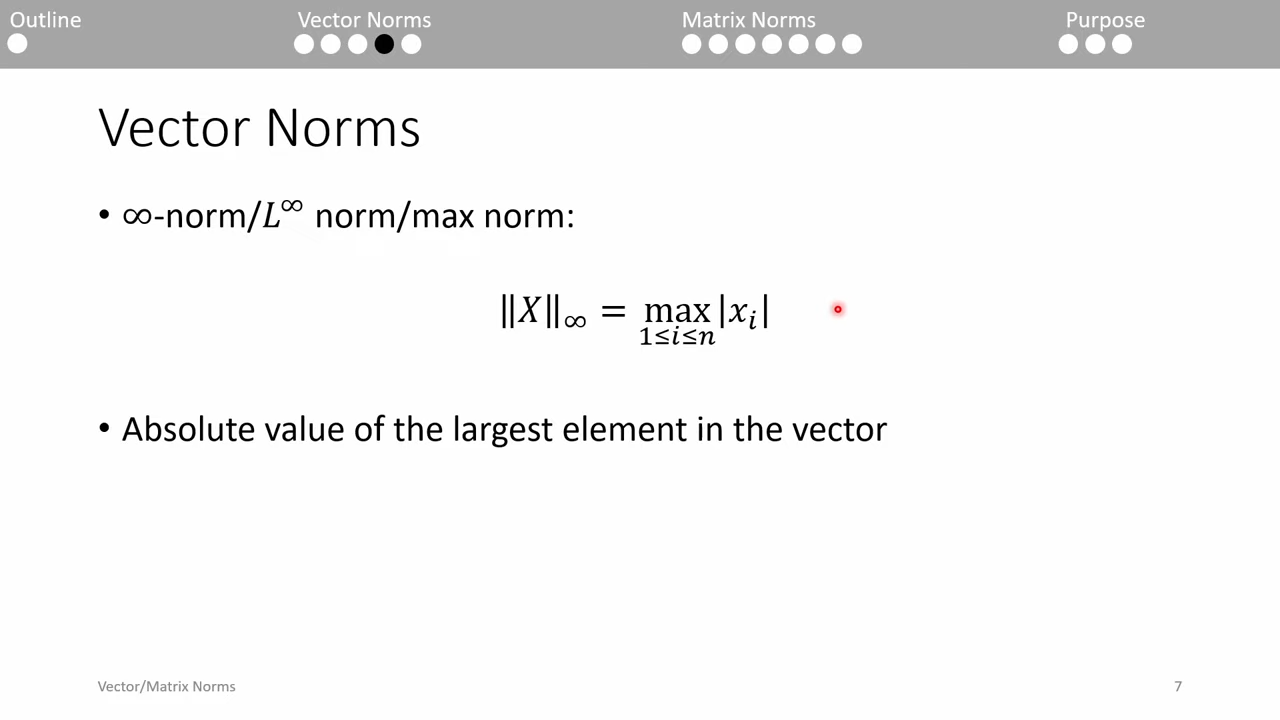 Outline Vector Norms Matrix Norms Purpose
Vector Norms
• ∞-norm/L^∞ norm/max norm:
‖X‖_∞ = max_{1≤i≤n} |x_i|
• Absolute value of the largest element in the vector
Vector/Matrix Norms 7